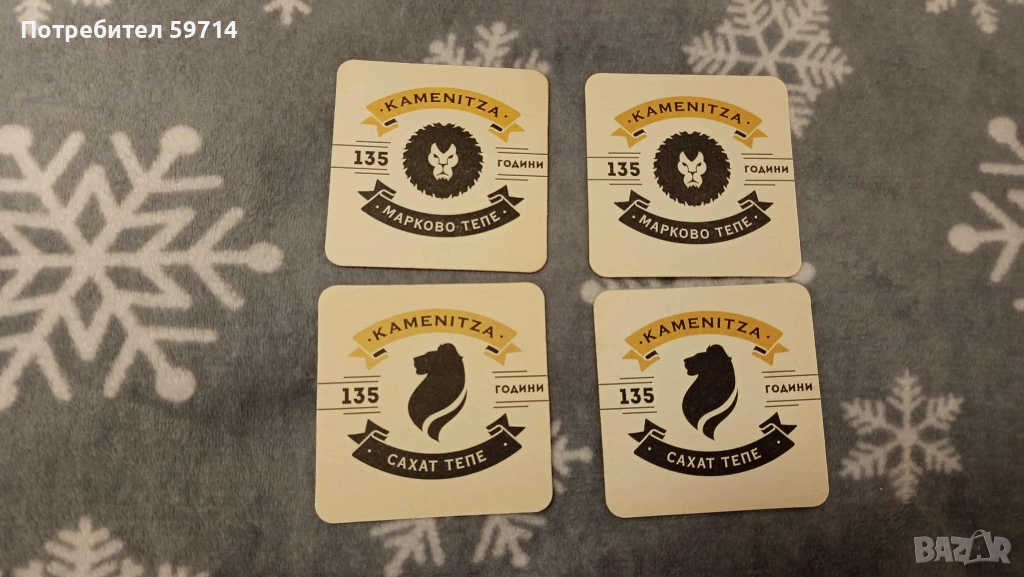 Потребител 59714
·KAMENITZA·
135 ГОДИНИ
·МАРКОВО ТЕПЕ·
·KAMENITZA·
135 ГОДИНИ
·МАРКОВО ТЕПЕ·
·KAMENITZA·
135 ГОДИНИ
·САХАТ ТЕПЕ·
·KAMENITZA·
135 ГОДИНИ
·САХАТ ТЕПЕ·
BAZAR